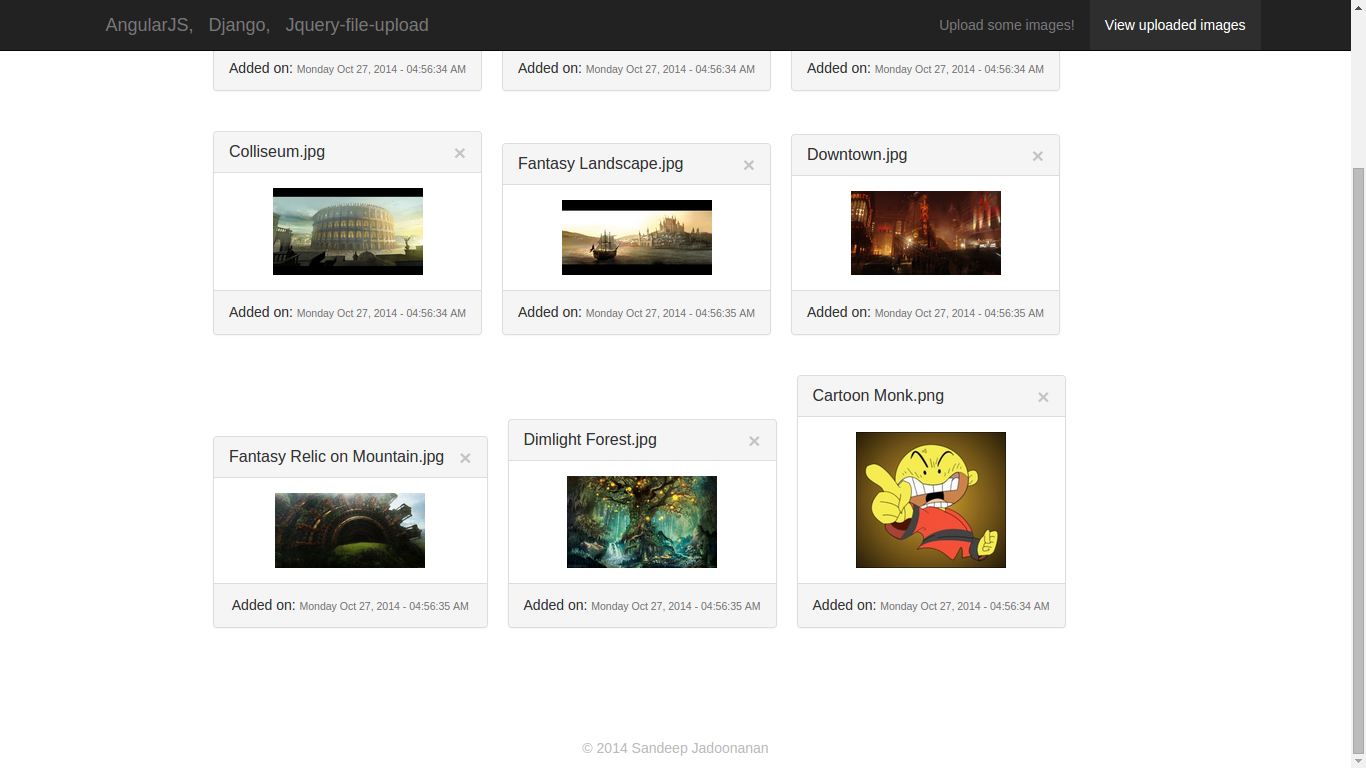 AngularJS, Django, Jquery-file-upload
Upload some images!
View uploaded images
Added on: Monday Oct 27, 2014 - 04:56:34 AM
Added on: Monday Oct 27, 2014 - 04:56:34 AM
Added on: Monday Oct 27, 2014 - 04:56:34 AM
Colliseum.jpg ×
Added on: Monday Oct 27, 2014 - 04:56:34 AM
Fantasy Landscape.jpg ×
Added on: Monday Oct 27, 2014 - 04:56:35 AM
Downtown.jpg ×
Added on: Monday Oct 27, 2014 - 04:56:35 AM
Fantasy Relic on Mountain.jpg ×
Added on: Monday Oct 27, 2014 - 04:56:35 AM
Dimlight Forest.jpg ×
Added on: Monday Oct 27, 2014 - 04:56:35 AM
Cartoon Monk.png ×
Added on: Monday Oct 27, 2014 - 04:56:34 AM
© 2014 Sandeep Jadoonanan